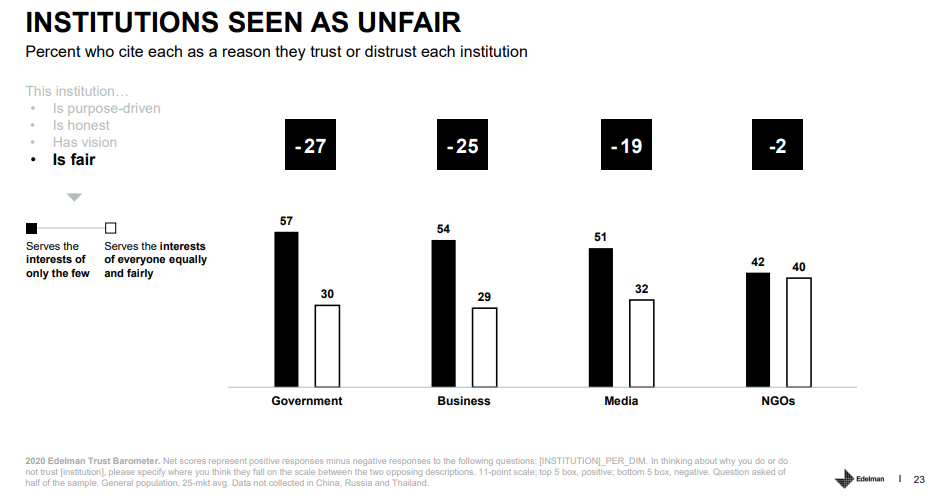 INSTITUTIONS SEEN AS UNFAIR
Percent who cite each as a reason they trust or distrust each institution
This institution…
• Is purpose-driven
• Is honest
• Has vision
• Is fair
Serves the
interests of
only the few
Serves the interests
of everyone equally
and fairly
-27
-25
-19
-2
57
30
54
29
51
32
42
40
Government
Business
Media
NGOs
2020 Edelman Trust Barometer. Net scores represent positive responses minus negative responses to the following questions: [INSTITUTION]_PER_DIM. In thinking about why you do or do
not trust [institution], please specify where you think they fall on the scale between the two opposing descriptions. 11-point scale; top 5 box, positive; bottom 5 box, negative. Question asked of
half of the sample. General population, 25-mkt avg. Data not collected in China, Russia and Thailand.
Edelman
23